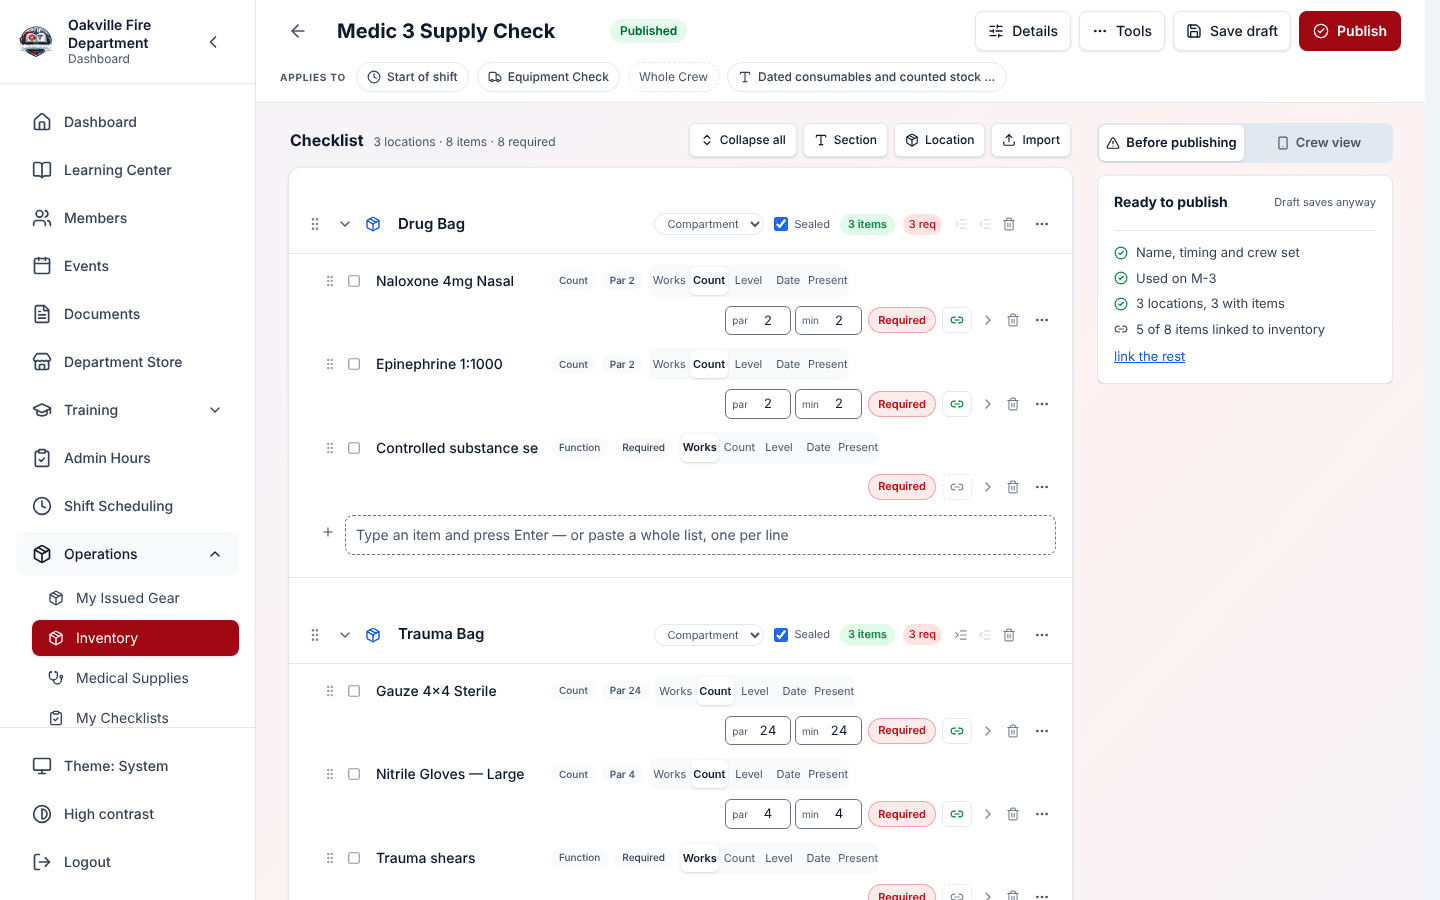 Oakville Fire
Department
Dashboard
Dashboard
Learning Center
Members
Events
Documents
Department Store
Training
Admin Hours
Shift Scheduling
Operations
My Issued Gear
Inventory
Medical Supplies
My Checklists
Theme: System
High contrast
Logout
Medic 3 Supply Check
Published
Details
Tools
Save draft
Publish
APPLIES TO
Start of shift
Equipment Check
Whole Crew
Dated consumables and counted stock ...
Checklist 3 locations · 8 items · 8 required
Collapse all
Section
Location
Import
Drug Bag Compartment Sealed 3 items 3 req
Naloxone 4mg Nasal Count Par 2 Works Count Level Date Present
par 2 min 2 Required
Epinephrine 1:1000 Count Par 2 Works Count Level Date Present
par 2 min 2 Required
Controlled substance se Function Required Works Count Level Date Present
Required
Type an item and press Enter — or paste a whole list, one per line
Trauma Bag Compartment Sealed 3 items 3 req
Gauze 4×4 Sterile Count Par 24 Works Count Level Date Present
par 24 min 24 Required
Nitrile Gloves — Large Count Par 4 Works Count Level Date Present
par 4 min 4 Required
Trauma shears Function Required Works Count Level Date Present
Required
Before publishing
Crew view
Ready to publish Draft saves anyway
Name, timing and crew set
Used on M-3
3 locations, 3 with items
5 of 8 items linked to inventory
link the rest